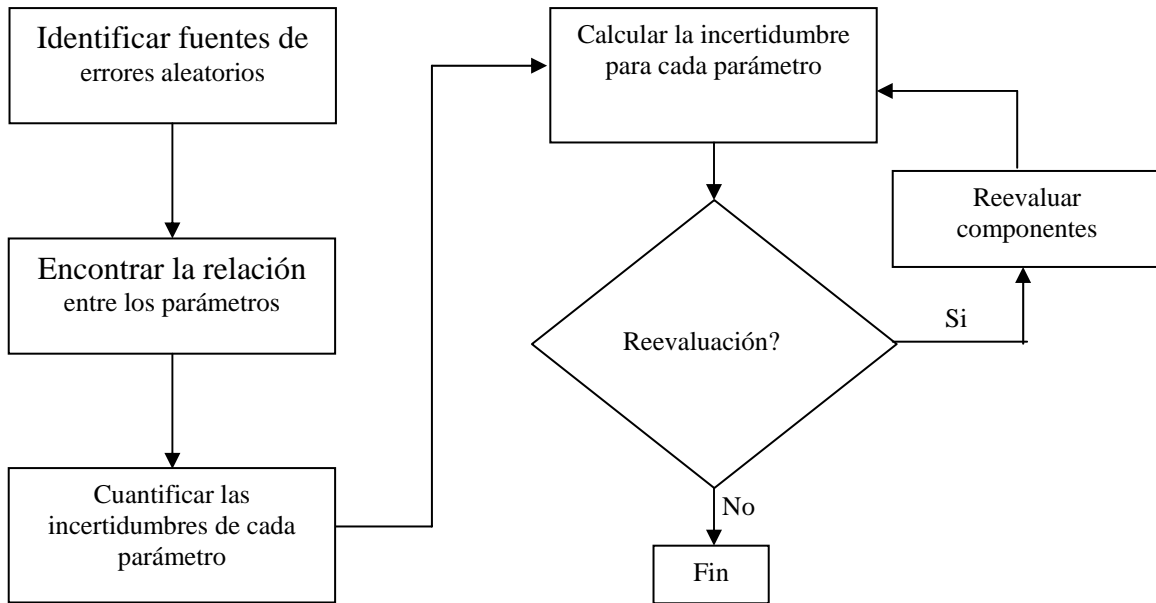 Identificar fuentes de
errores aleatorios
Encontrar la relación
entre los parámetros
Cuantificar las
incertidumbres de cada
parámetro
Calcular la incertidumbre
para cada parámetro
Reevaluar
componentes
Reevaluación?
Si
No
Fin